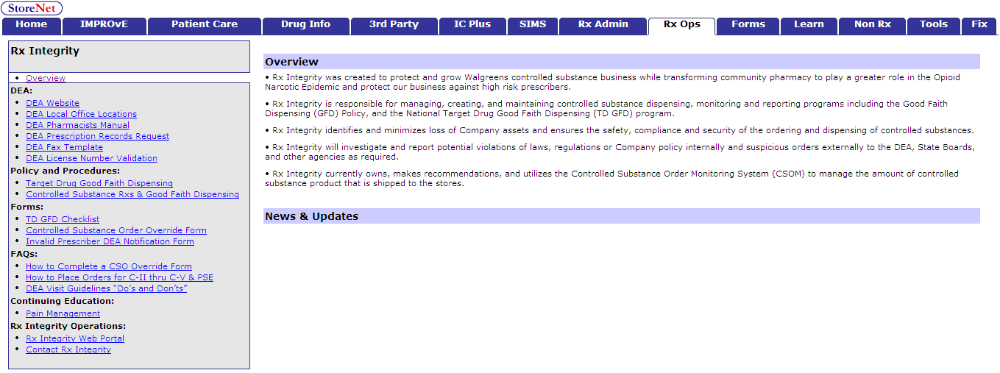 StoreNet
Home IMPROvE Patient Care Drug Info 3rd Party IC Plus SIMS Rx Admin Rx Ops Forms Learn Non Rx Tools Fix
Rx Integrity
• Overview
DEA:
• DEA Website
• DEA Local Office Locations
• DEA Pharmacists Manual
• DEA Prescription Records Request
• DEA Fax Template
• DEA License Number Validation
Policy and Procedures:
• Target Drug Good Faith Dispensing
• Controlled Substance Rxs & Good Faith Dispensing
Forms:
• TD GFD Checklist
• Controlled Substance Order Override Form
• Invalid Prescriber DEA Notification Form
FAQs:
• How to Complete a CSO Override Form
• How to Place Orders for C-II thru C-V & PSE
• DEA Visit Guidelines “Do’s and Don’ts”
Continuing Education:
• Pain Management
Rx Integrity Operations:
• Rx Integrity Web Portal
• Contact Rx Integrity
Overview
• Rx Integrity was created to protect and grow Walgreens controlled substance business while transforming community pharmacy to play a greater role in the Opioid
Narcotic Epidemic and protect our business against high risk prescribers.
• Rx Integrity is responsible for managing, creating, and maintaining controlled substance dispensing, monitoring and reporting programs including the Good Faith
Dispensing (GFD) Policy, and the National Target Drug Good Faith Dispensing (TD GFD) program.
• Rx Integrity identifies and minimizes loss of Company assets and ensures the safety, compliance and security of the ordering and dispensing of controlled substances.
• Rx Integrity will investigate and report potential violations of laws, regulations or Company policy internally and suspicious orders externally to the DEA, State Boards,
and other agencies as required.
• Rx Integrity currently owns, makes recommendations, and utilizes the Controlled Substance Order Monitoring System (CSOM) to manage the amount of controlled
substance product that is shipped to the stores.
News & Updates